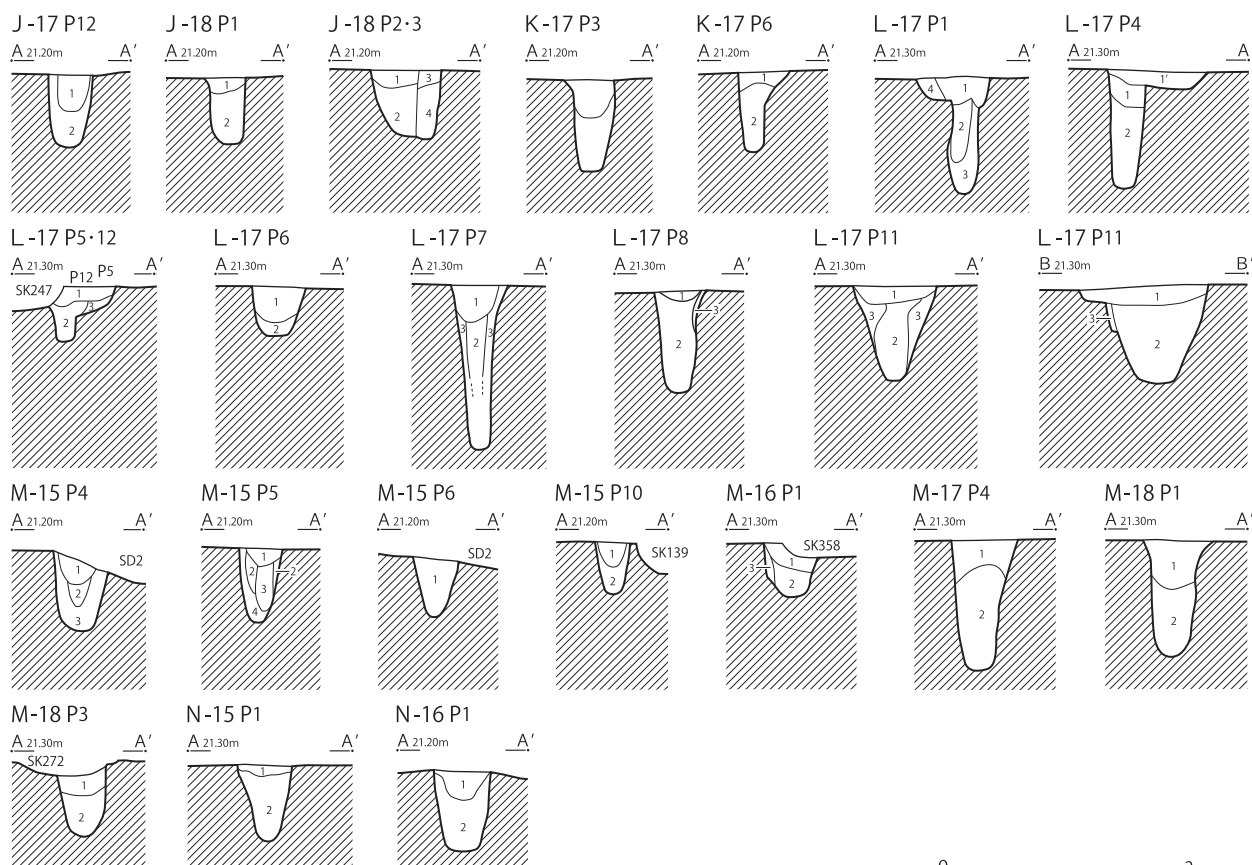 J-17 P12 J-18 P1 J-18 P2・3 K-17 P3 K-17 P6 L-17 P1 L-17 P4
A 21.20m A' A 21.20m A' A 21.20m A' A 21.20m A' A 21.20m A' A 21.30m A' A 21.30m A
1 2 1 2 1 3 2 4 1 2 4 1 2 3 1' 1 2
L-17 P5・12 L-17 P6 L-17 P7 L-17 P8 L-17 P11 L-17 P11
A 21.30m A' A 21.30m A' A 21.30m A' A 21.30m A' A 21.30m A' B 21.30m B'
SK247 P12 P5
1 3 2 1 2 1 3 2 3 1 3 2 1 3 2 3 1 3 2
M-15 P4 M-15 P5 M-15 P6 M-15 P10 M-16 P1 M-17 P4 M-18 P1
A 21.20m A' A 21.20m A' A 21.20m A' A 21.20m A' A 21.30m A' A 21.30m A' A 21.30m A'
SD2 SD2 SK139 SK358
1 2 3 1 2 2 3 4 1 1 2 1 3 2 1 2 1 2
M-18 P3 N-15 P1 N-16 P1
A 21.30m A' A 21.20m A' A 21.20m A'
SK272
1 2 1 2 1 2
0 2